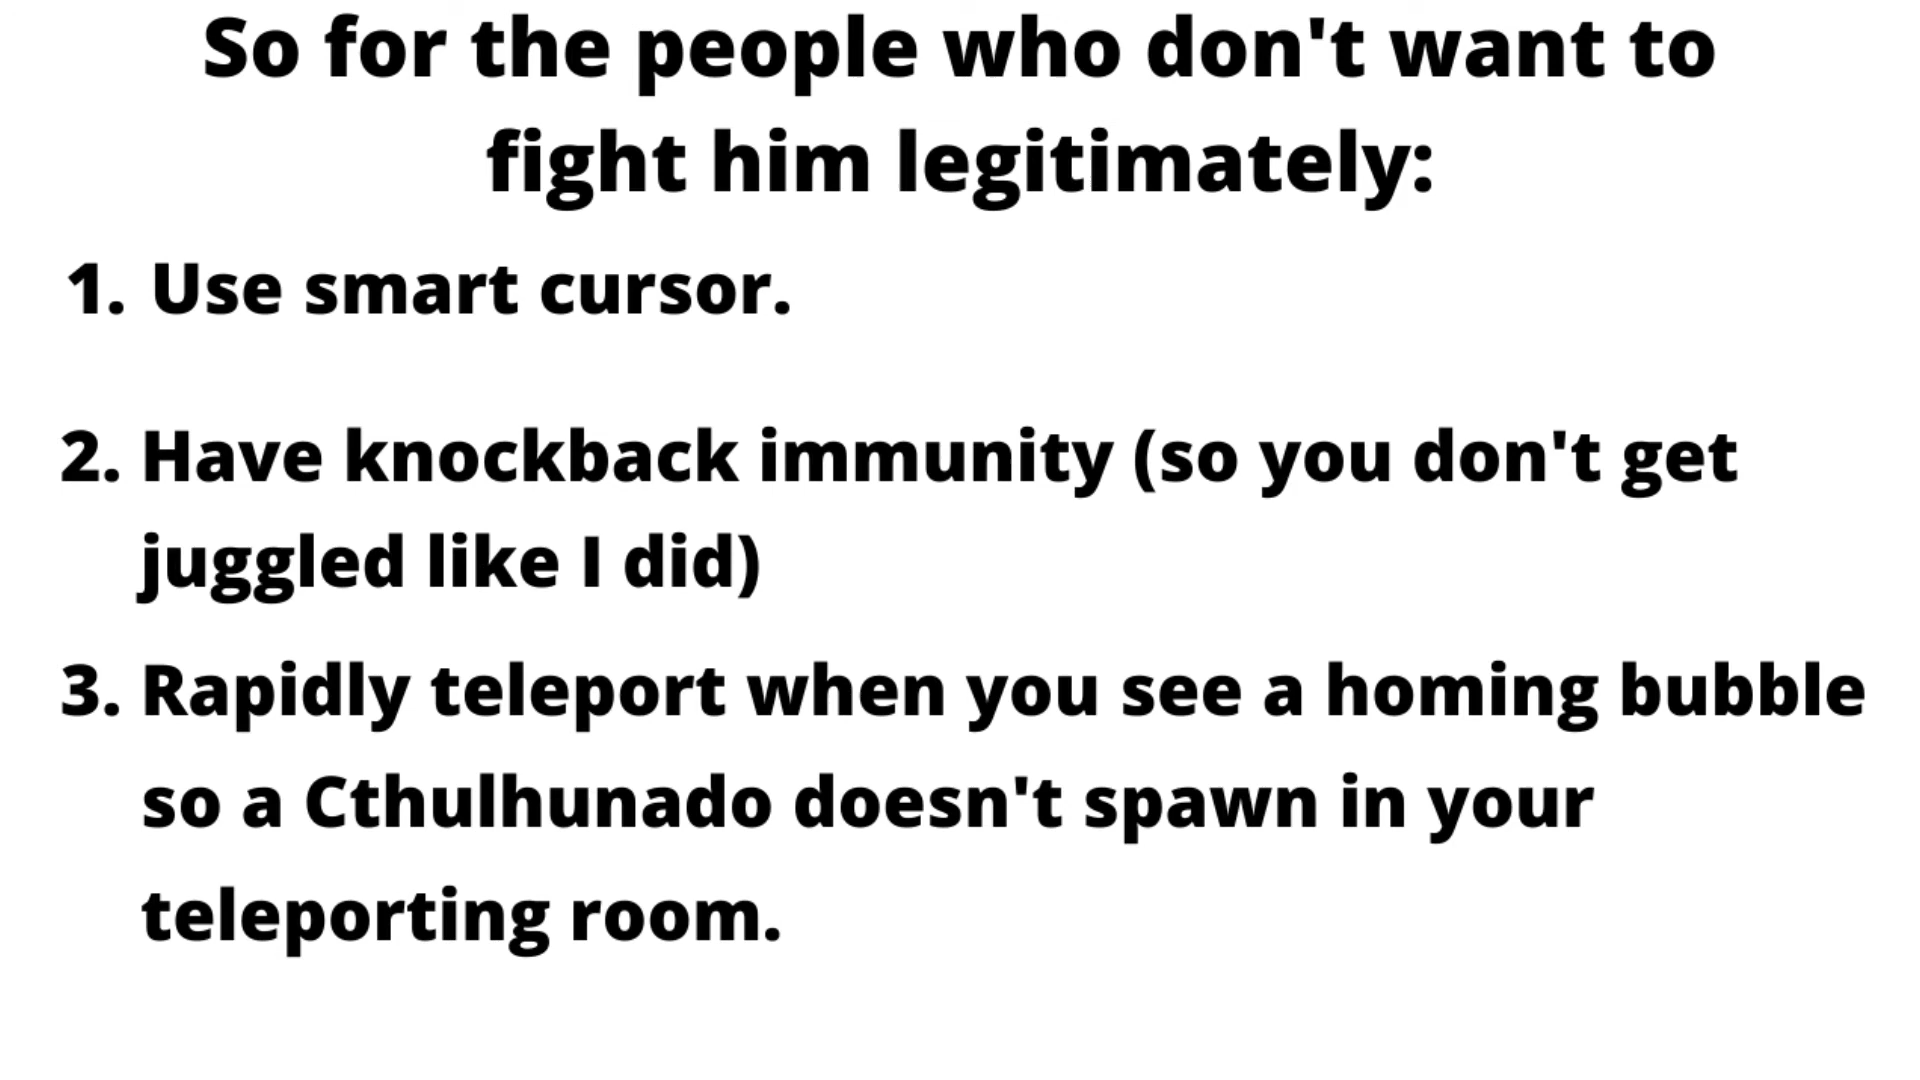 So for the people who don't want to
fight him legitimately:
1. Use smart cursor.
2. Have knockback immunity (so you don't get
juggled like I did)
3. Rapidly teleport when you see a homing bubble
so a Cthulhunado doesn't spawn in your
teleporting room.